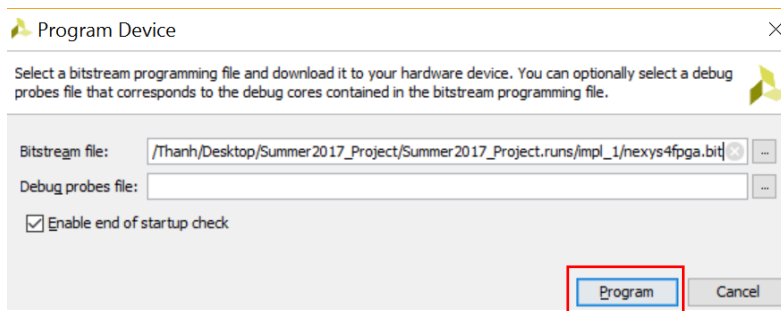 Program Device
Select a bitstream programming file and download it to your hardware device. You can optionally select a debug
probes file that corresponds to the debug cores contained in the bitstream programming file.
Bitstream file: /Thanh/Desktop/Summer2017_Project/Summer2017_Project.runs/impl_1/nexys4fpga.bit ...
Debug probes file: ...
Enable end of startup check
Program Cancel